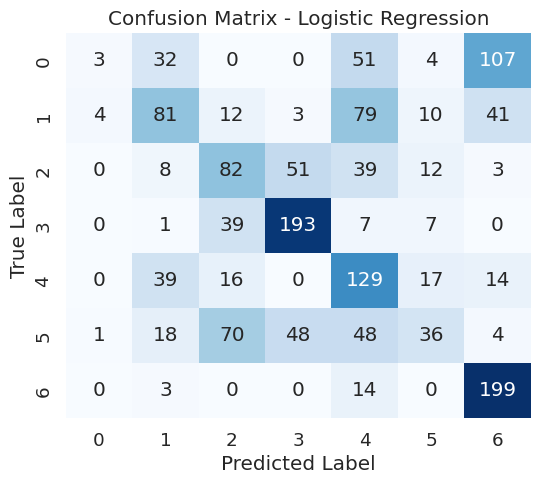 Confusion Matrix - Logistic Regression
0 3 32 0 0 51 4 107
1 4 81 12 3 79 10 41
2 0 8 82 51 39 12 3
3 0 1 39 193 7 7 0
4 0 39 16 0 129 17 14
5 1 18 70 48 48 36 4
6 0 3 0 0 14 0 199
0 1 2 3 4 5 6
Predicted Label
True Label